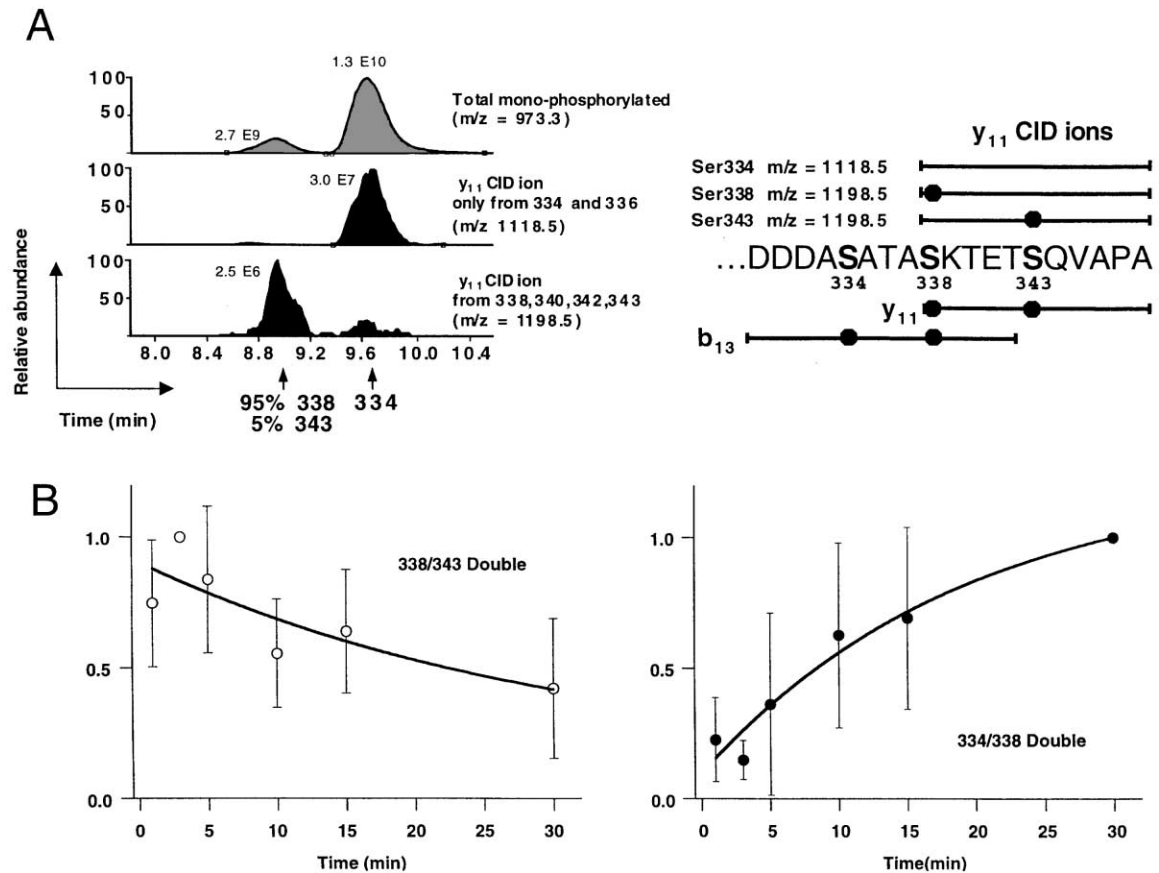 A
1.3 E10
100
50
2.7 E9
Total mono-phosphorylated
(m/z = 973.3)
100
50
3.0 E7
y11 CID ion
only from 334 and 336
(m/z 1118.5)
100
50
2.5 E6
y11 CID ion
from 338,340,342,343
(m/z = 1198.5)
8.0 8.4 8.8 9.2 9.6 10.0 10.4
Relative abundance
Time (min)
95% 338 334
5% 343
y11 CID ions
Ser334 m/z = 1118.5
Ser338 m/z = 1198.5
Ser343 m/z = 1198.5
...DDDASATASKTETSQVAPA
334 338 343
y11
b13
B
1.0
0.5
0.0
338/343 Double
0 5 10 15 20 25 30
Time (min)
1.0
0.5
0.0
334/338 Double
0 5 10 15 20 25 30
Time(min)